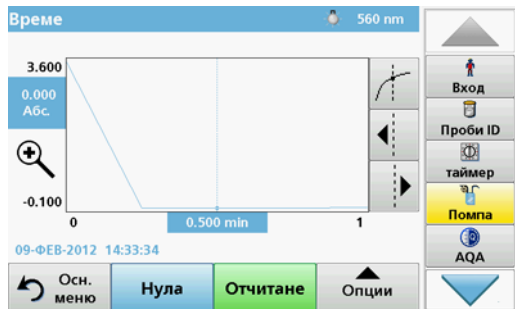 Време
560 nm
3.600
0.000
Абс.
-0.100
0
0.500 min
1
09-ФЕВ-2012 14:33:34
Осн.
меню
Нула
Отчитане
Опции
Вход
Проби ID
таймер
Помпа
AQA